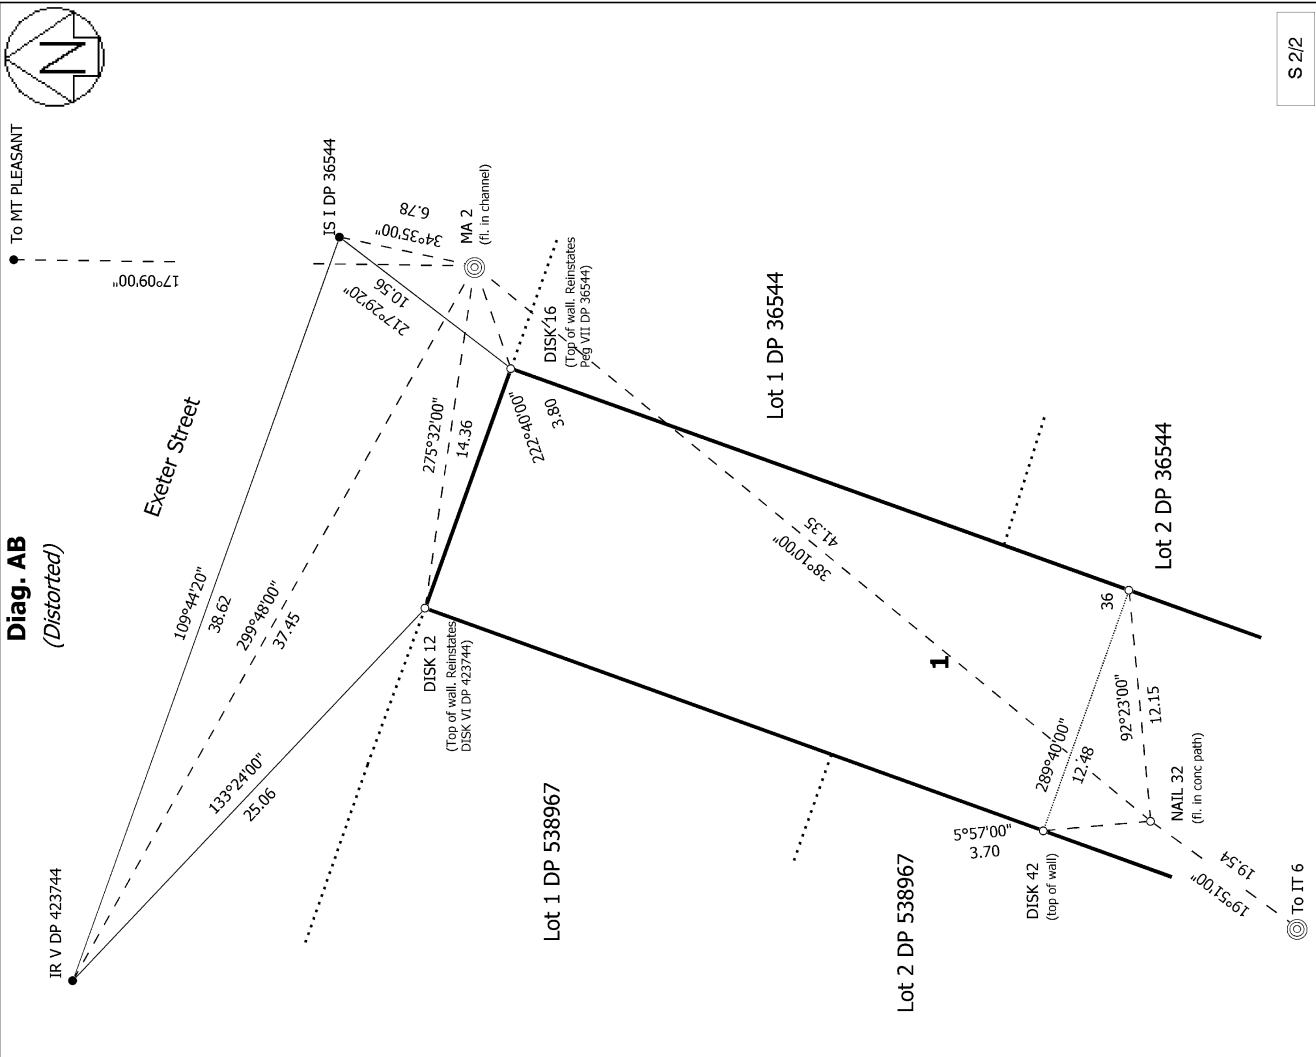 Diag. AB
(Distorted)
N
S 2/2
To MT PLEASANT
17°09'00"
IS I DP 36544
6.78
34°35'00"
MA 2
(fl. in channel)
10.56
217°29'20"
Exeter Street
109°44'20"
38.62
299°48'00"
37.45
275°32'00"
14.36
DISK 16
(Top of wall. Reinstates
Peg VII DP 36544)
222°40'00"
3.80
Lot 1 DP 36544
41.35
38°10'00"
Lot 2 DP 36544
DISK 12
(Top of wall. Reinstates
DISK VI DP 423744)
133°24'00"
25.06
IR V DP 423744
1
36
92°23'00"
12.15
289°40'00"
12.48
NAIL 32
(fl. in conc path)
Lot 1 DP 538967
5°57'00"
3.70
Lot 2 DP 538967
DISK 42
(top of wall)
19.54
19°51'00"
To IT 6